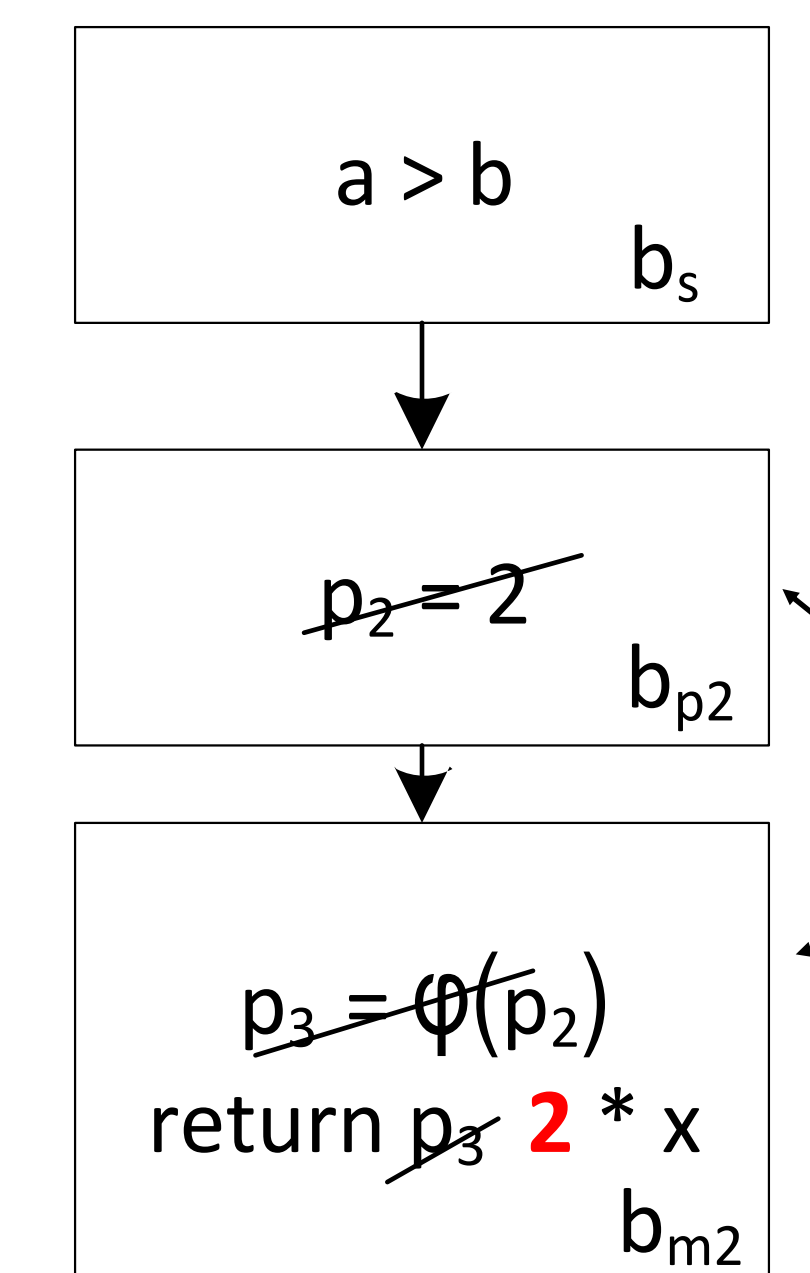 a > b
bₛ
p₂ = 2
bₚ₂
p₃ = φ(p₂)
return p₃ 2 * x
bₘ₂